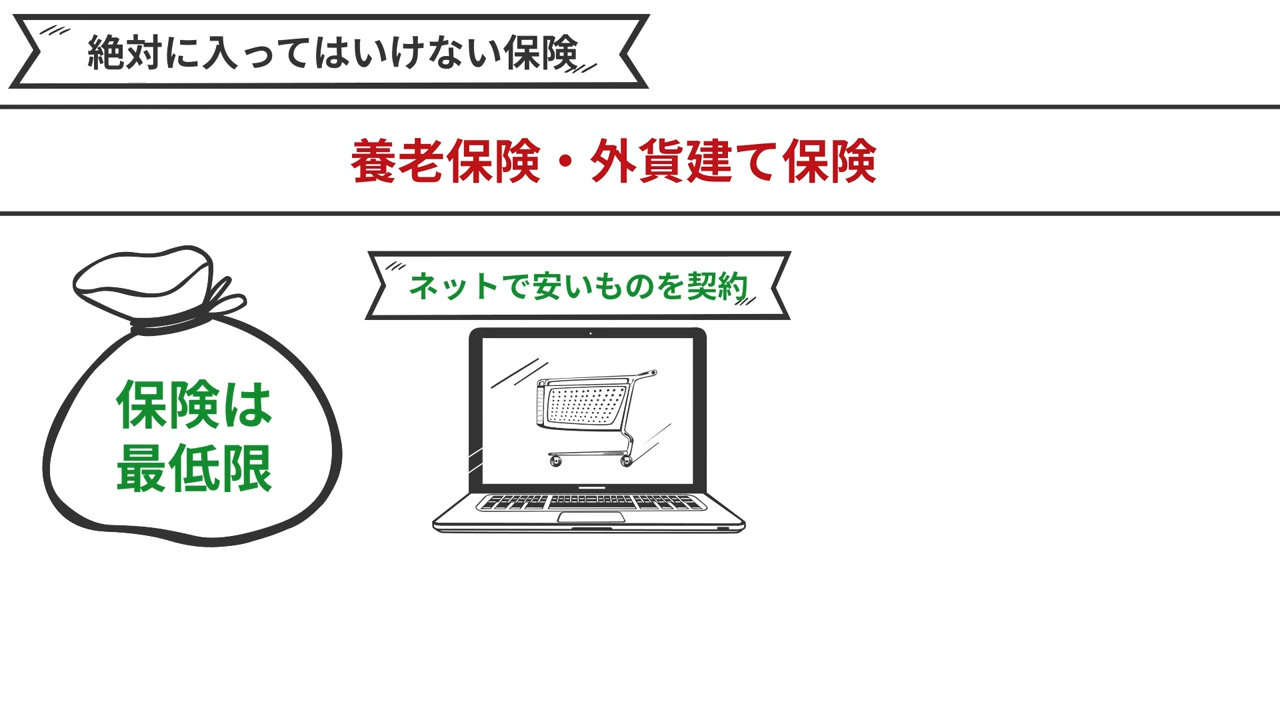 絶対に入ってはいけない保険
養老保険・外貨建て保険
ネットで安いものを契約
保険は
最低限